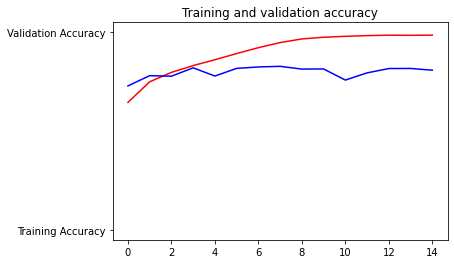 Training and validation accuracy
Validation Accuracy
Training Accuracy
0 2 4 6 8 10 12 14